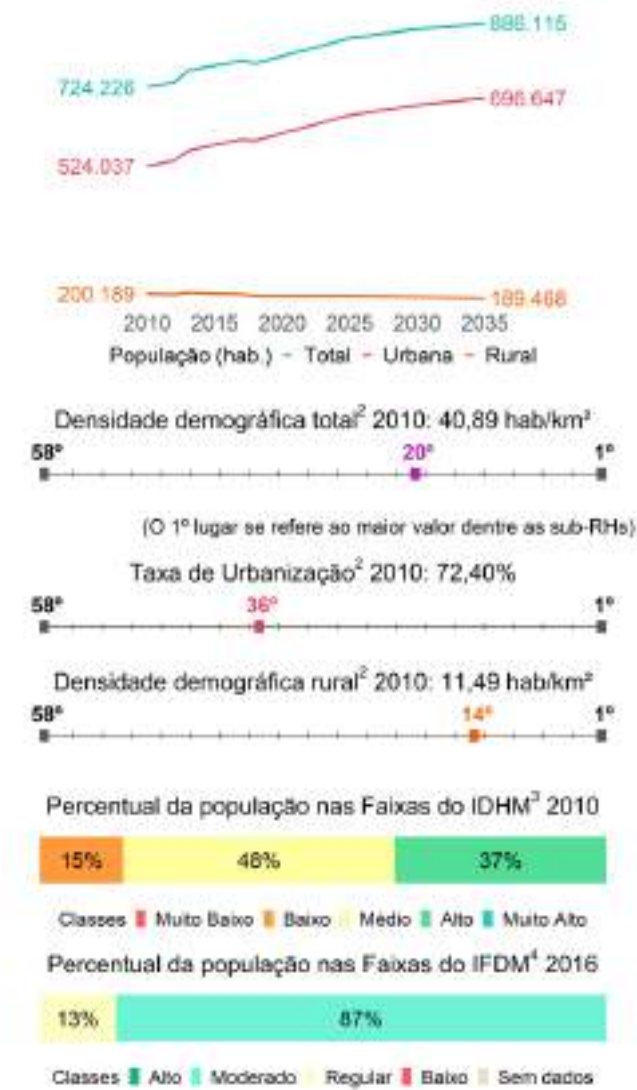 886.115
724.226
696.647
524.037
200.189
189.468
2010 2015 2020 2025 2030 2035
População (hab.) - Total - Urbana - Rural
Densidade demográfica total² 2010: 40,89 hab/km²
58º 20º 1º
(O 1º lugar se refere ao maior valor dentre as sub-RHs)
Taxa de Urbanização² 2010: 72,40%
58º 36º 1º
Densidade demográfica rural² 2010: 11,49 hab/km²
58º 14º 1º
Percentual da população nas Faixas do IDHM³ 2010
15% 48% 37%
Classes Muito Baixo Baixo Médio Alto Muito Alto
Percentual da população nas Faixas do IFDM⁴ 2016
13% 87%
Classes Alto Moderado Regular Baixo Sem dados